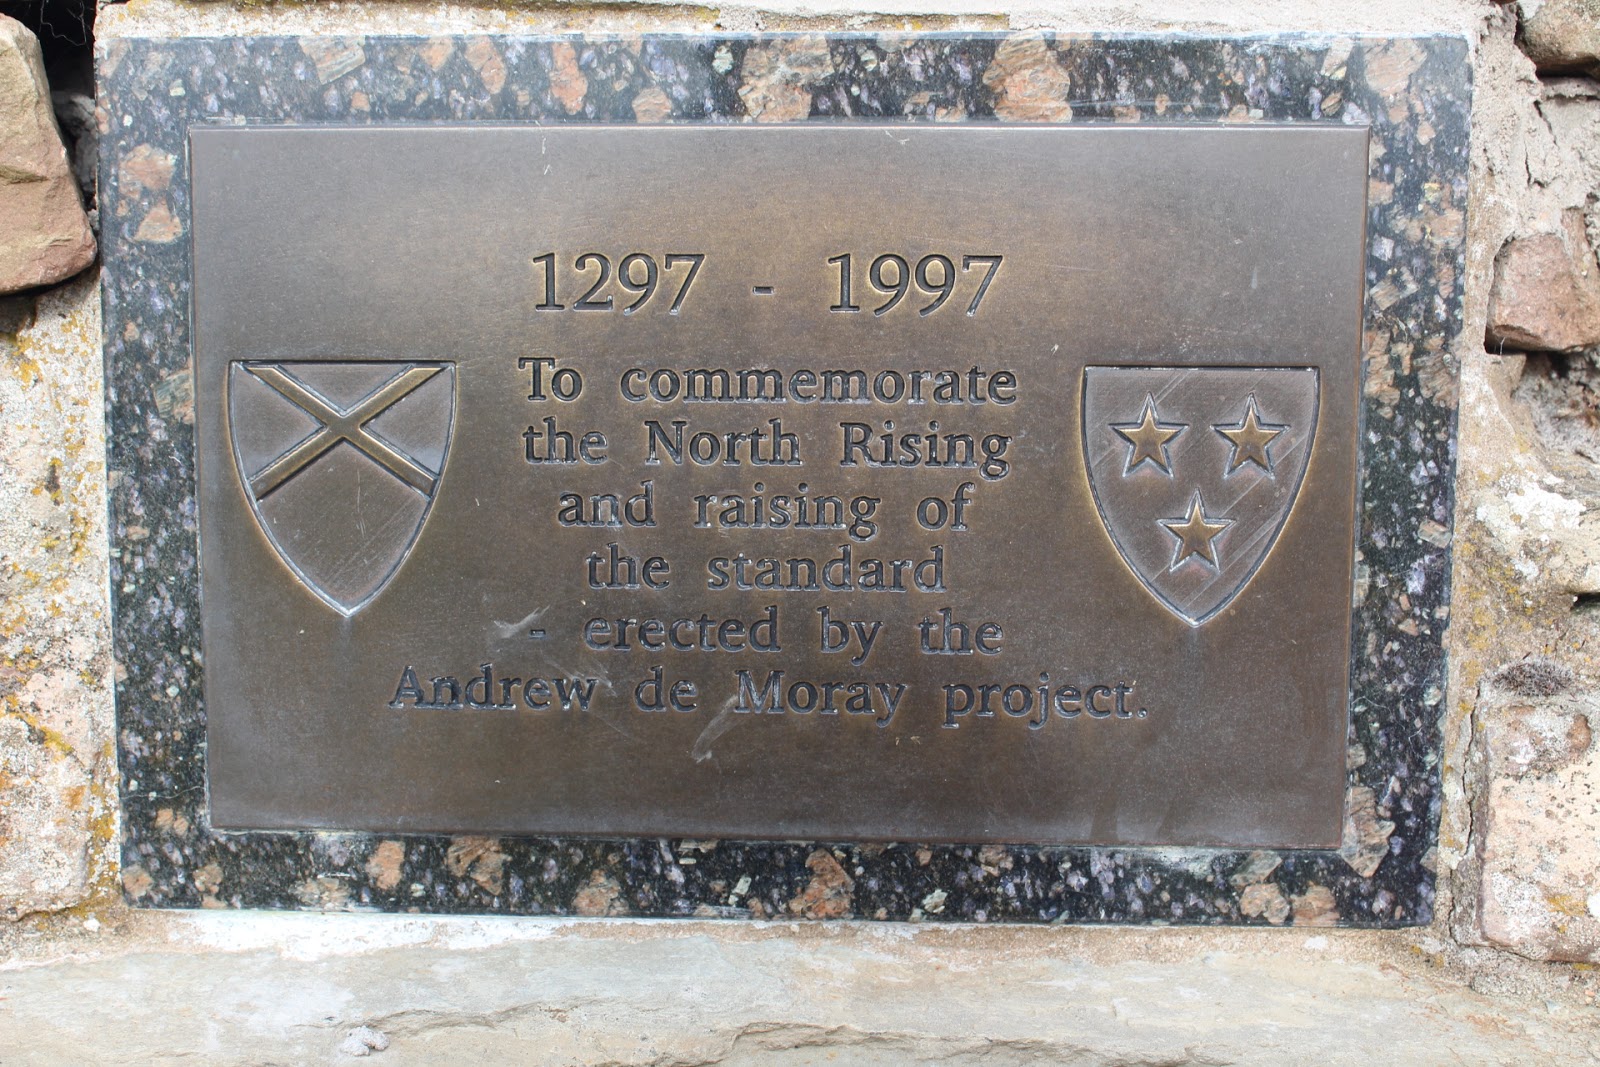 1297 - 1997
To commemorate
the North Rising
and raising of
the standard
- erected by the
Andrew de Moray project.